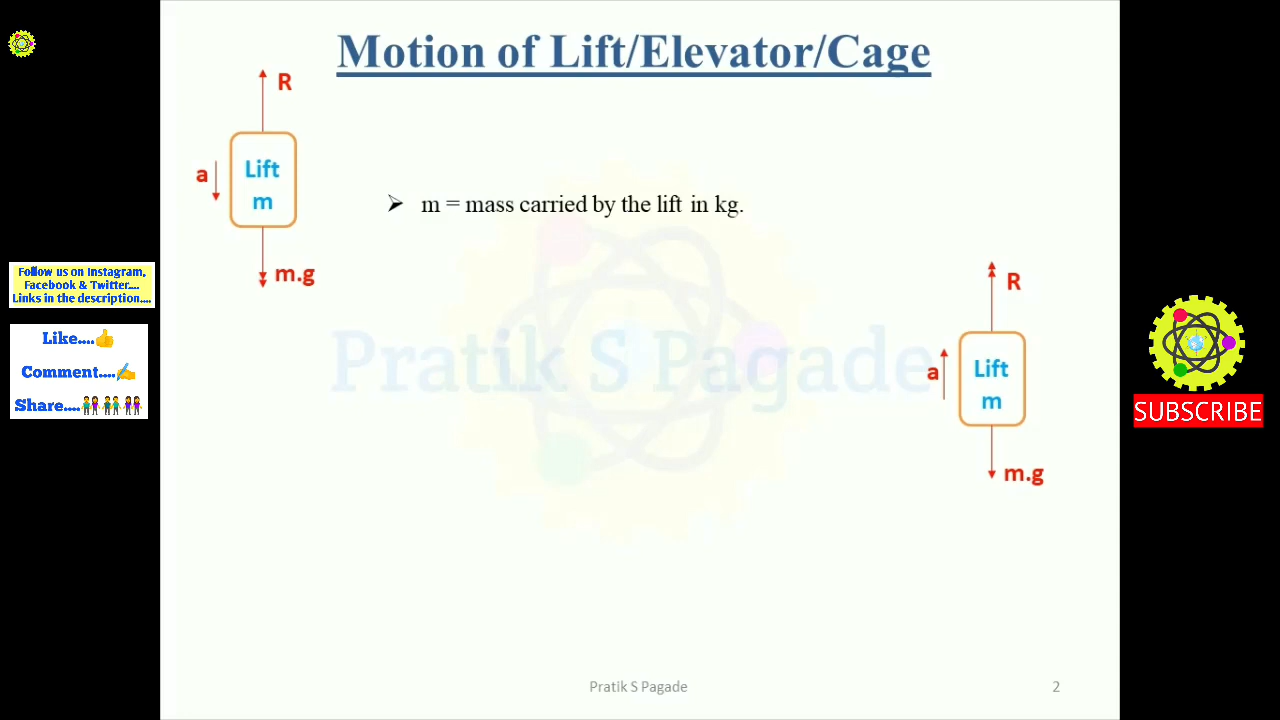 Motion of Lift/Elevator/Cage
R
Lift
a
m
m.g
➢ m = mass carried by the lift in kg.
Follow us on Instagram,
Facebook & Twitter....
Links in the description....
Like....👍
Comment....✍
Share....👫👬👭
R
Lift
a
m
m.g
Pratik S Pagade
SUBSCRIBE
Pratik S Pagade
2